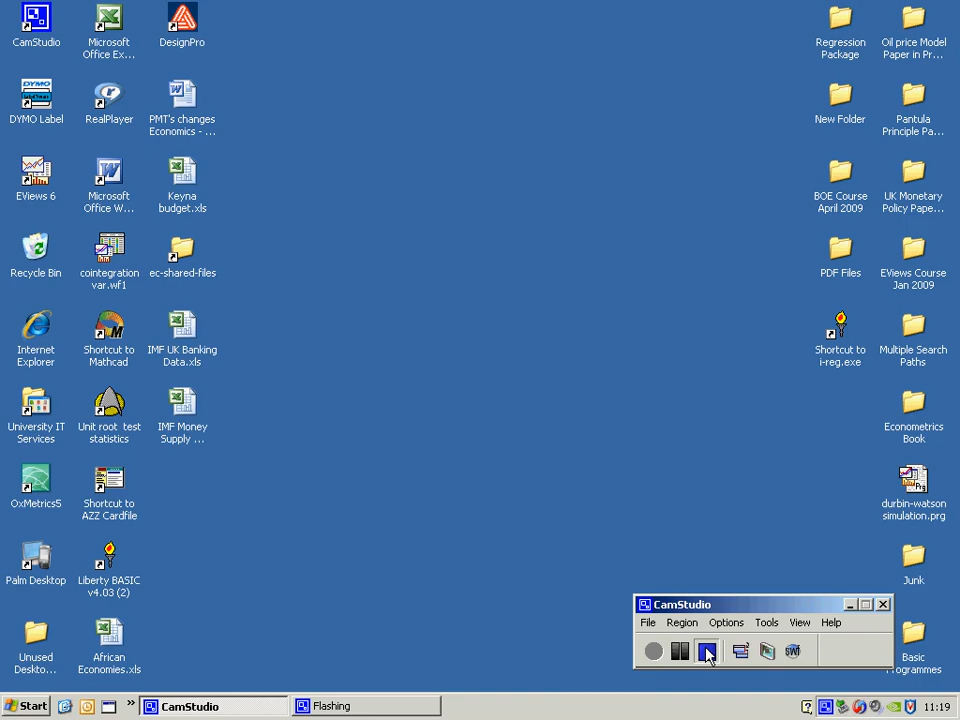 CamStudio
Microsoft
Office Ex...
DesignPro
Regression
Package
Oil price Model
Paper in Pr...
DYMO
DYMO Label
RealPlayer
PMT's changes
Economics - ...
New Folder
Pantula
Principle Pa...
EViews 6
Microsoft
Office W...
Keyna
budget.xls
BOE Course
April 2009
UK Monetary
Policy Pape...
Recycle Bin
cointegration
var.wf1
ec-shared-files
PDF Files
EViews Course
Jan 2009
Internet
Explorer
Shortcut to
Mathcad
IMF UK Banking
Data.xls
Shortcut to
i-reg.exe
Multiple Search
Paths
University IT
Services
Unit root test
statistics
IMF Money
Supply ...
Econometrics
Book
OxMetrics5
Shortcut to
AZZ Cardfile
Prg
durbin-watson
simulation.prg
Palm Desktop
Liberty BASIC
v4.03 (2)
Junk
Unused
Deskto...
African
Economies.xls
Basic
Programmes
CamStudio
File Region Options Tools View Help
SWF
Start
CamStudio
Flashing
11:19